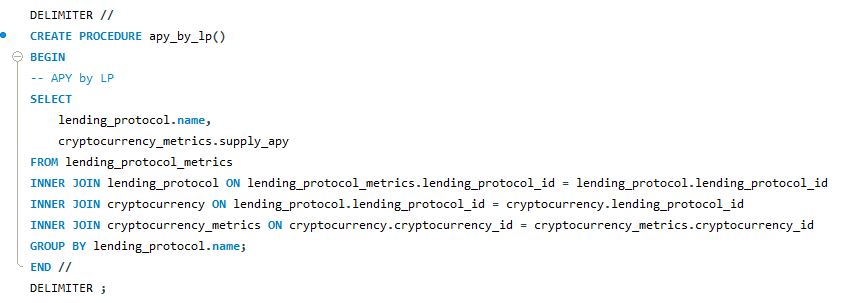 DELIMITER //
CREATE PROCEDURE apy_by_lp()
BEGIN
-- APY by LP
SELECT
lending_protocol.name,
cryptocurrency_metrics.supply_apy
FROM lending_protocol_metrics
INNER JOIN lending_protocol ON lending_protocol_metrics.lending_protocol_id = lending_protocol.lending_protocol_id
INNER JOIN cryptocurrency ON lending_protocol.lending_protocol_id = cryptocurrency.lending_protocol_id
INNER JOIN cryptocurrency_metrics ON cryptocurrency.cryptocurrency_id = cryptocurrency_metrics.cryptocurrency_id
GROUP BY lending_protocol.name;
END //
DELIMITER ;